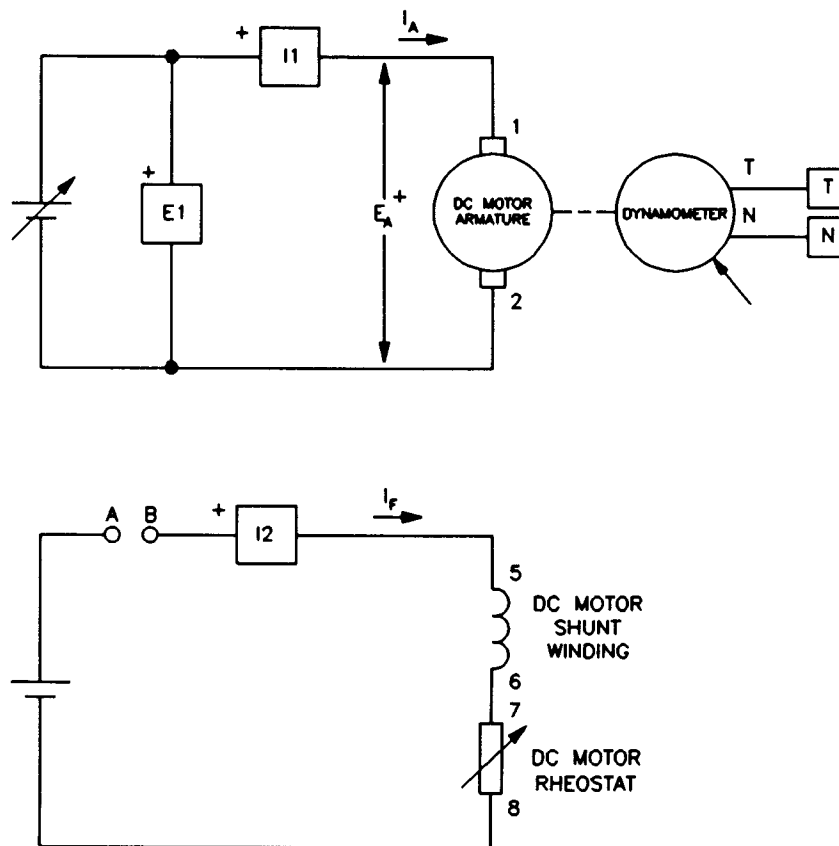 I_A
+ I1
1
+
E1
E_A +
DC MOTOR
ARMATURE
DYNAMOMETER
T
T
N
N
2
I_F
A B + I2
5
DC MOTOR
SHUNT
WINDING
6
7
DC MOTOR
RHEOSTAT
8